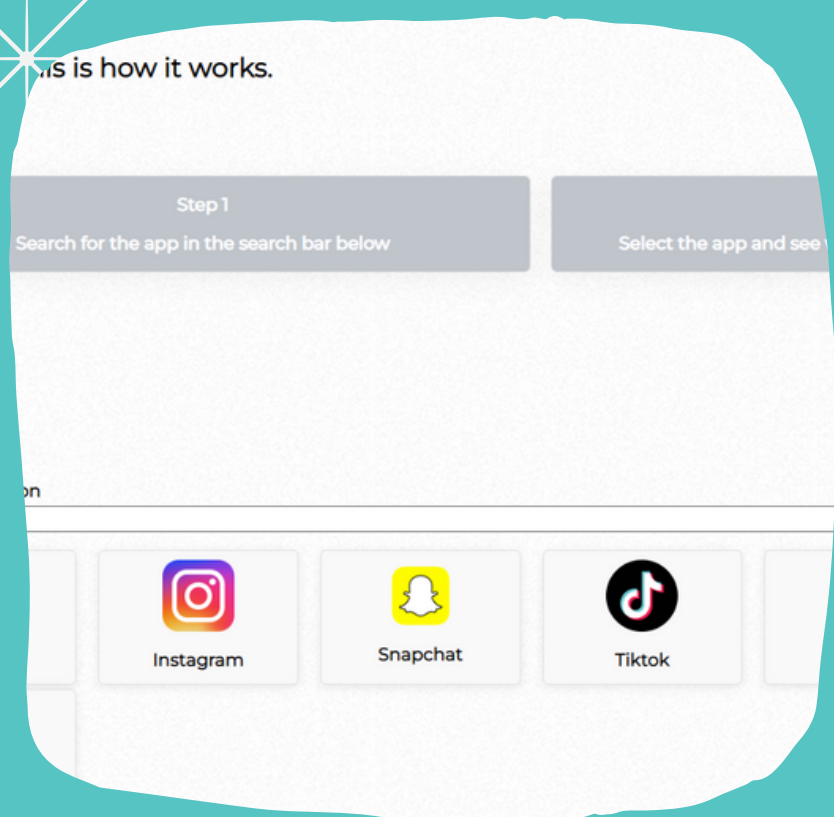 is is how it works.
Step 1
Search for the app in the search bar below
Select the app and see
on
Instagram
Snapchat
Tiktok